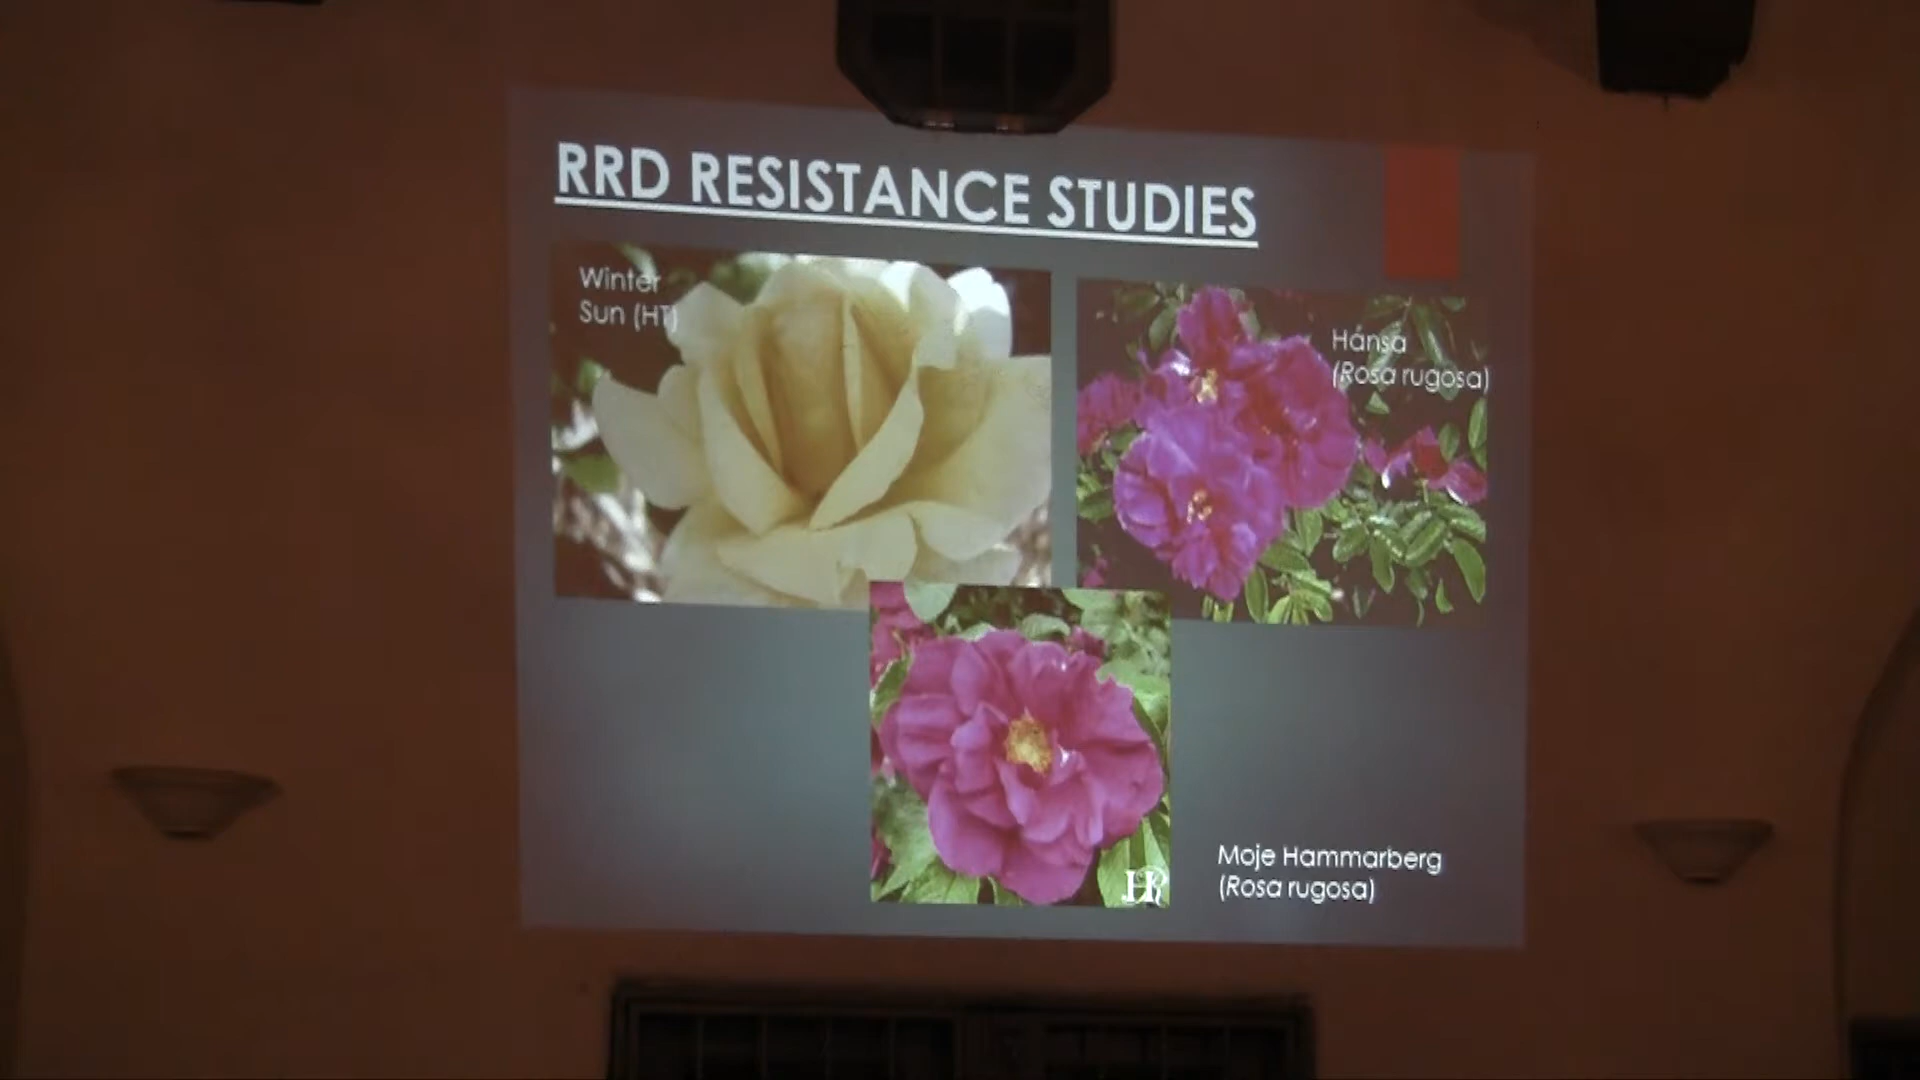 RRD RESISTANCE STUDIES
Winter
Sun (HT)
Hansa
(Rosa rugosa)
Moje Hammarberg
(Rosa rugosa)